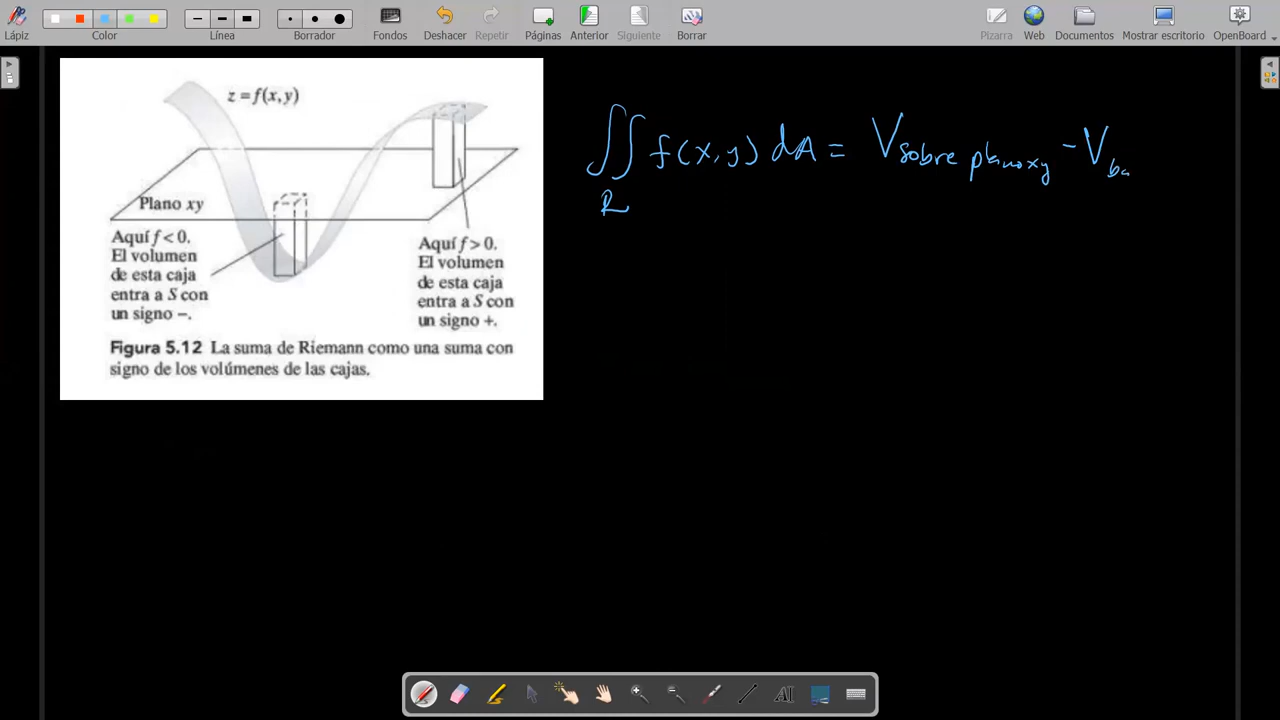 Lápiz Color Línea Borrador Fondos Deshacer Repetir Páginas Anterior Siguiente Borrar Pizarra Web Documentos Mostrar escritorio OpenBoard
z = f(x, y)
Plano xy
Aquí f < 0.
El volumen
de esta caja
entra a S con
un signo −.
Aquí f > 0.
El volumen
de esta caja
entra a S con
un signo +.
Figura 5.12 La suma de Riemann como una suma con
signo de los volúmenes de las cajas.
∬ f(x, y) dA = V sobre plano xy - V ba
R
AI